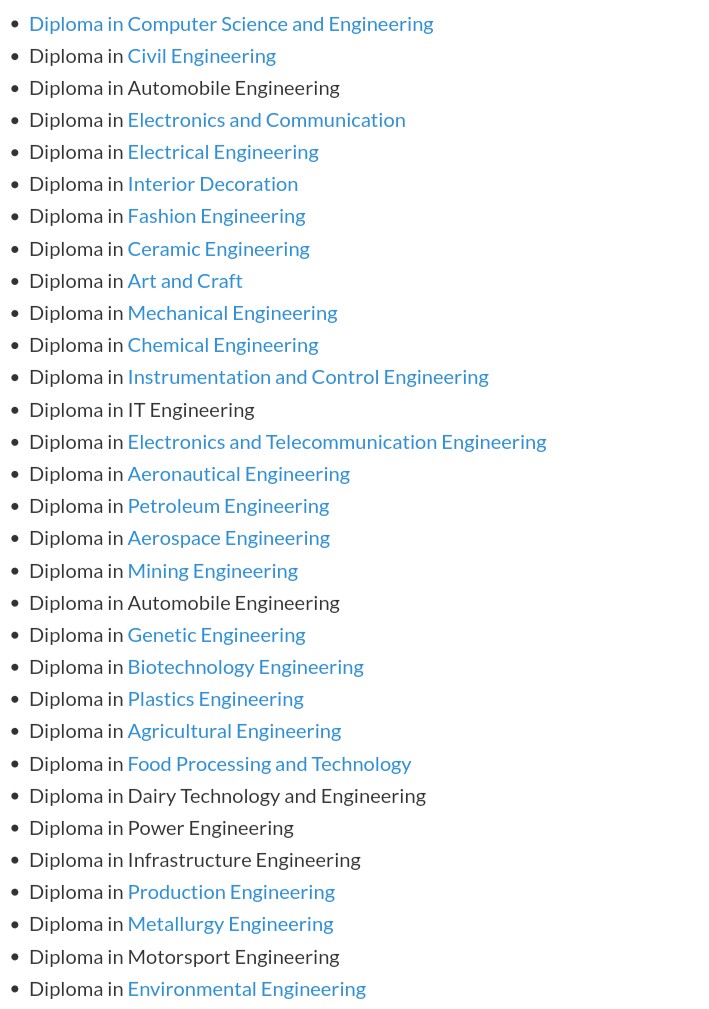 • Diploma in Computer Science and Engineering
• Diploma in Civil Engineering
• Diploma in Automobile Engineering
• Diploma in Electronics and Communication
• Diploma in Electrical Engineering
• Diploma in Interior Decoration
• Diploma in Fashion Engineering
• Diploma in Ceramic Engineering
• Diploma in Art and Craft
• Diploma in Mechanical Engineering
• Diploma in Chemical Engineering
• Diploma in Instrumentation and Control Engineering
• Diploma in IT Engineering
• Diploma in Electronics and Telecommunication Engineering
• Diploma in Aeronautical Engineering
• Diploma in Petroleum Engineering
• Diploma in Aerospace Engineering
• Diploma in Mining Engineering
• Diploma in Automobile Engineering
• Diploma in Genetic Engineering
• Diploma in Biotechnology Engineering
• Diploma in Plastics Engineering
• Diploma in Agricultural Engineering
• Diploma in Food Processing and Technology
• Diploma in Dairy Technology and Engineering
• Diploma in Power Engineering
• Diploma in Infrastructure Engineering
• Diploma in Production Engineering
• Diploma in Metallurgy Engineering
• Diploma in Motorsport Engineering
• Diploma in Environmental Engineering